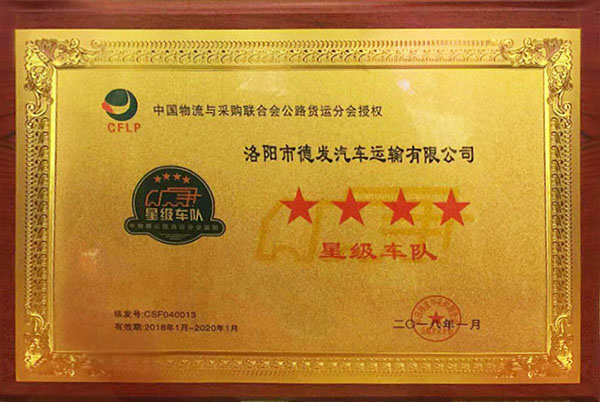 CFLP
中国物流与采购联合会公路货运分会授权
洛阳市德发汽车运输有限公司
星级车队
星级车队
核发号:CSF040013
有效期:2018年1月-2020年1月
二〇一八年一月